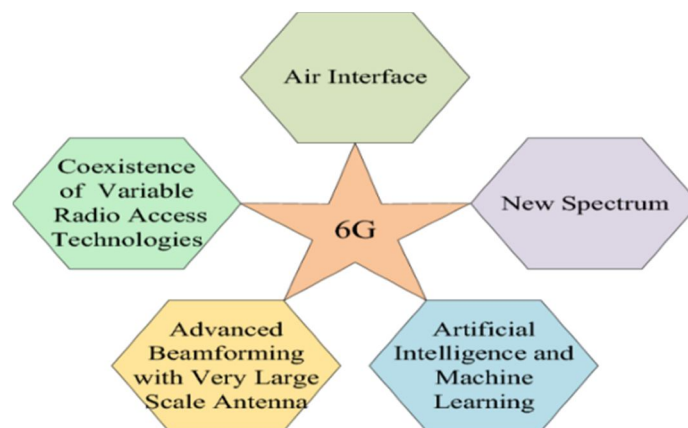 Air Interface
Coexistence
of Variable
Radio Access
Technologies
6G
New Spectrum
Advanced
Beamforming
with Very Large
Scale Antenna
Artificial
Intelligence and
Machine
Learning